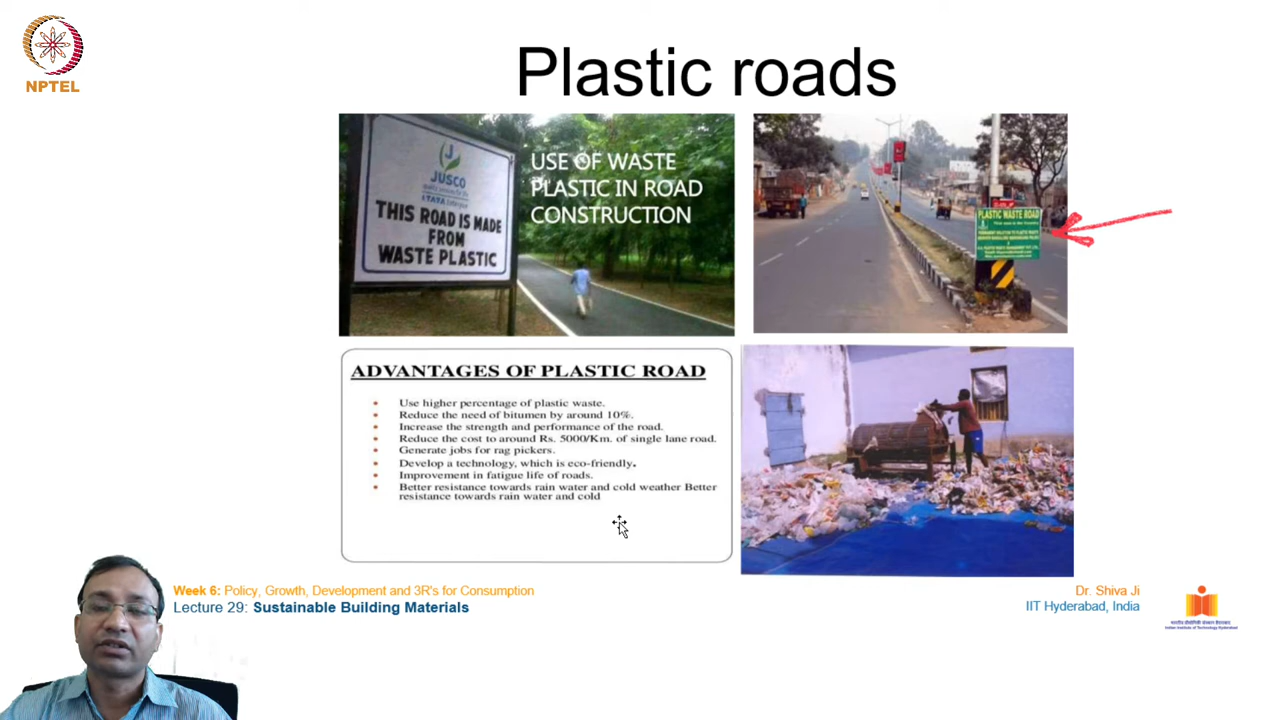 NPTEL
Plastic roads
JUSCO
THIS ROAD IS MADE
FROM
WASTE PLASTIC
USE OF WASTE
PLASTIC IN ROAD
CONSTRUCTION
PLASTIC WASTE ROAD
ADVANTAGES OF PLASTIC ROAD
• Use higher percentage of plastic waste.
• Reduce the need of bitumen by around 10%.
• Increase the strength and performance of the road.
• Reduce the cost to around Rs. 5000/Km. of single lane road.
• Generate jobs for rag pickers.
• Develop a technology, which is eco-friendly.
• Improvement in fatigue life of roads.
• Better resistance towards rain water and cold weather Better
resistance towards rain water and cold
Week 6: Policy, Growth, Development and 3R's for Consumption
Lecture 29: Sustainable Building Materials
Dr. Shiva Ji
IIT Hyderabad, India
Indian Institute of Technology Hyderabad